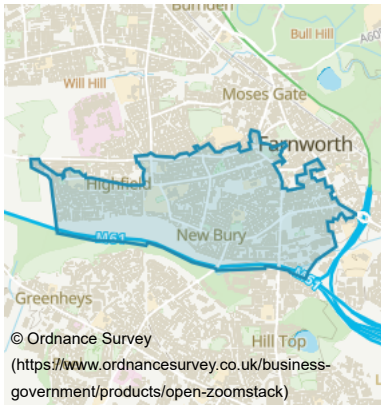 Burnden
Bull Hill
A60
Will Hill
Moses Gate
Farnworth
Highfield
New Bury
M61
M61
Greenheys
Hill Top
L
© Ordnance Survey
(https://www.ordnancesurvey.co.uk/business-
government/products/open-zoomstack)